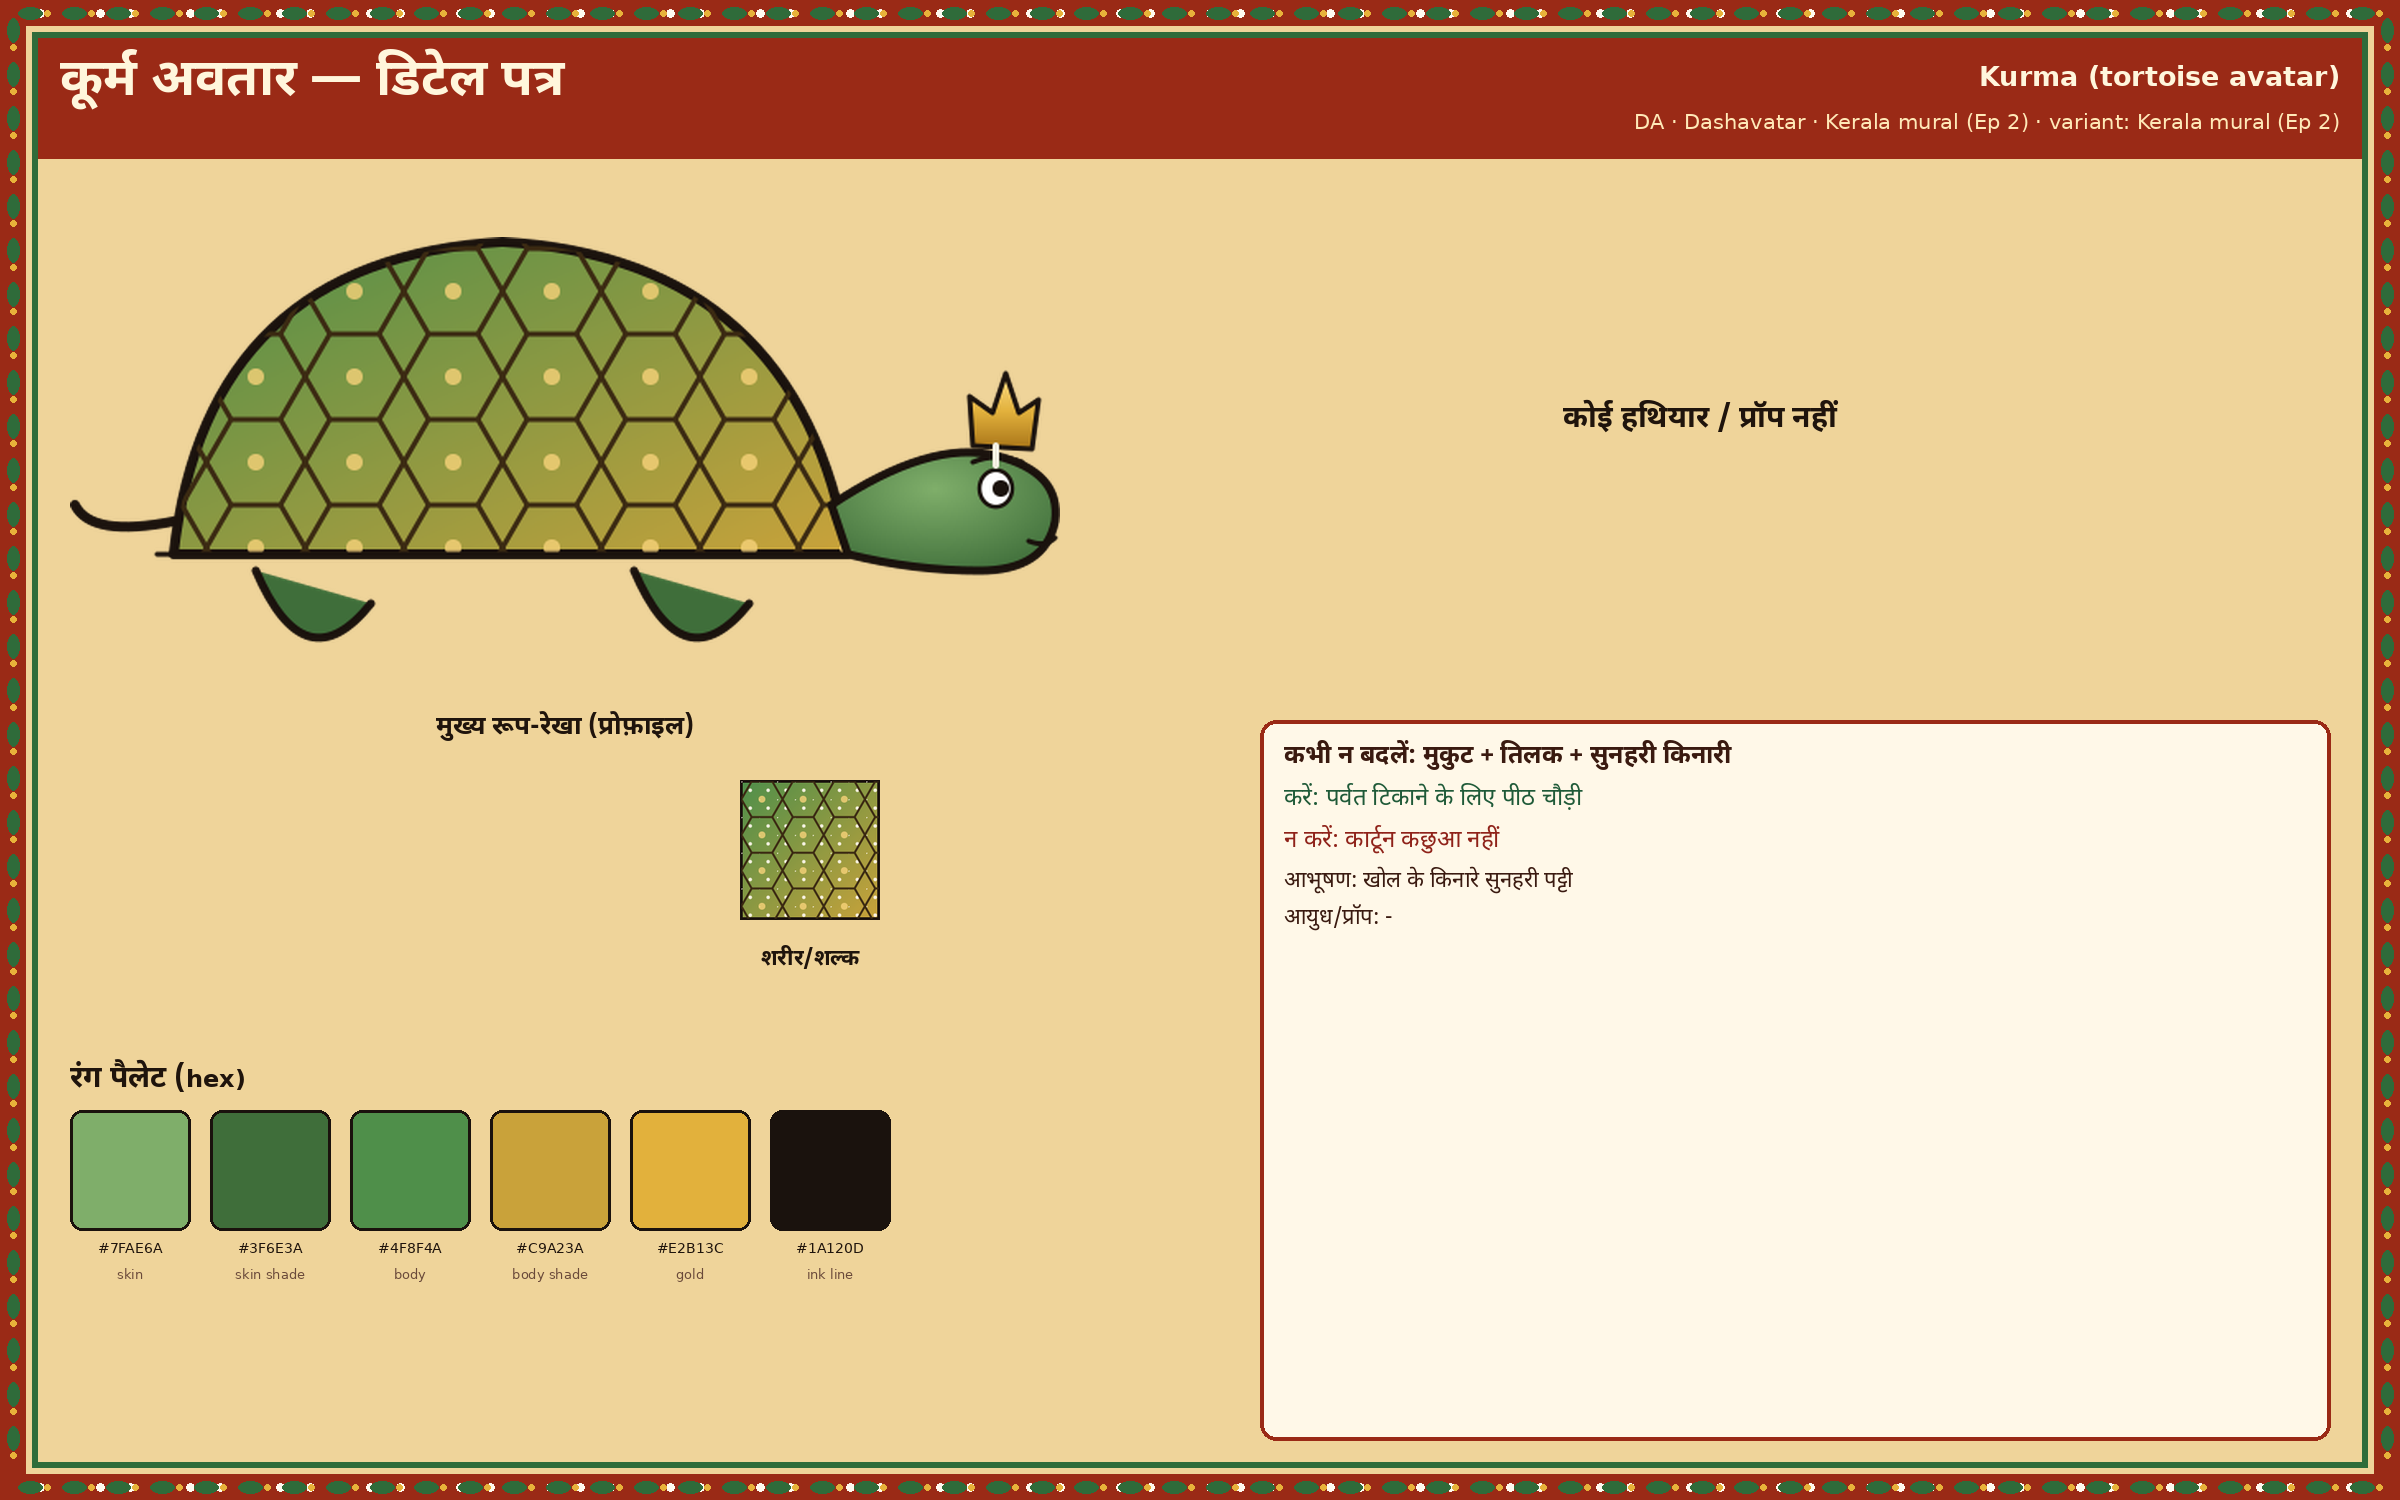 कूर्म अवतार — डिटेल पत्र
Kurma (tortoise avatar)
DA · Dashavatar · Kerala mural (Ep 2) · variant: Kerala mural (Ep 2)
कोई हथियार / प्रॉप नहीं
मुख्य रूप-रेखा (प्रोफ़ाइल)
शरीर/शल्क
कभी न बदलें: मुकुट + तिलक + सुनहरी किनारी
करें: पर्वत टिकाने के लिए पीठ चौड़ी
न करें: कार्टून कछुआ नहीं
आभूषण: खोल के किनारे सुनहरी पट्टी
आयुध/प्रॉप: -
रंग पैलेट (hex)
#7FAE6A #3F6E3A #4F8F4A #C9A23A #E2B13C #1A120D
skin skin shade body body shade gold ink line